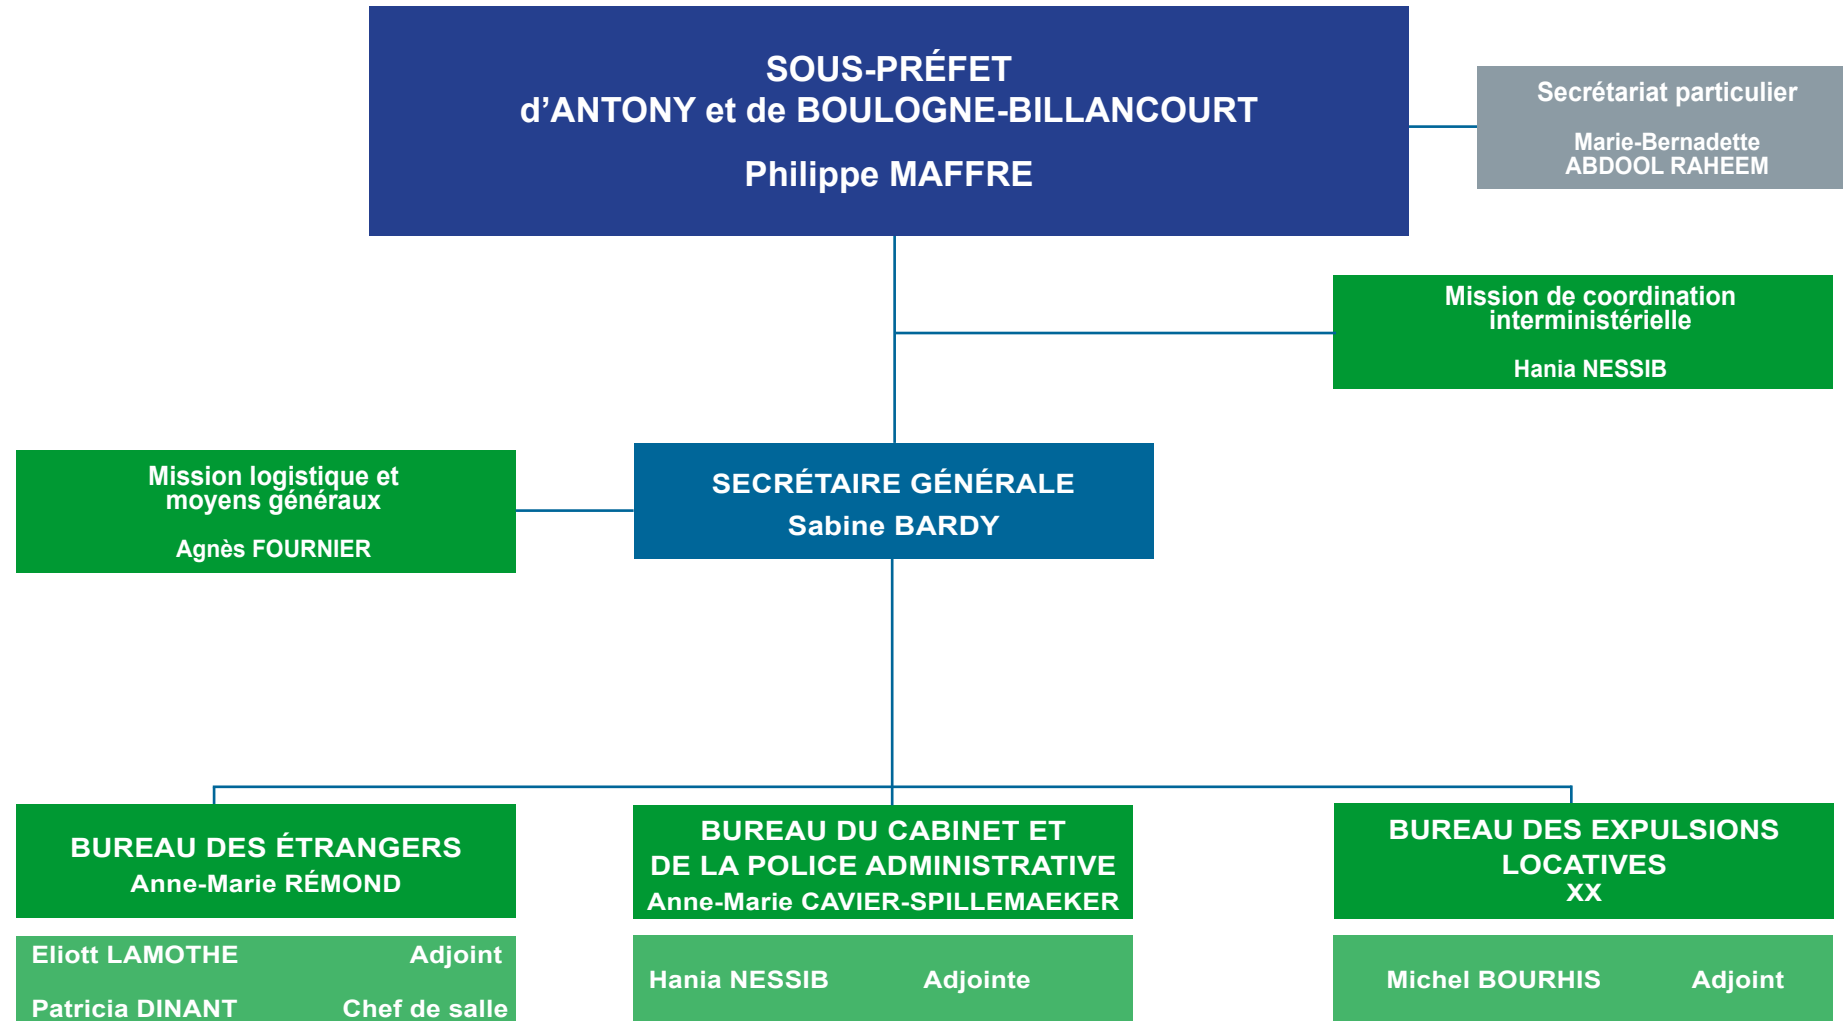 SOUS-PRÉFET
d’ANTONY et de BOULOGNE-BILLANCOURT
Philippe MAFFRE
Secrétariat particulier
Marie-Bernadette
ABDOOL RAHEEM
Mission de coordination
interministérielle
Hania NESSIB
Mission logistique et
moyens généraux
Agnès FOURNIER
SECRÉTAIRE GÉNÉRALE
Sabine BARDY
BUREAU DES ÉTRANGERS
Anne-Marie RÉMOND
Eliott LAMOTHE Adjoint
Patricia DINANT Chef de salle
BUREAU DU CABINET ET
DE LA POLICE ADMINISTRATIVE
Anne-Marie CAVIER-SPILLEMAEKER
Hania NESSIB Adjointe
BUREAU DES EXPULSIONS
LOCATIVES
XX
Michel BOURHIS Adjoint